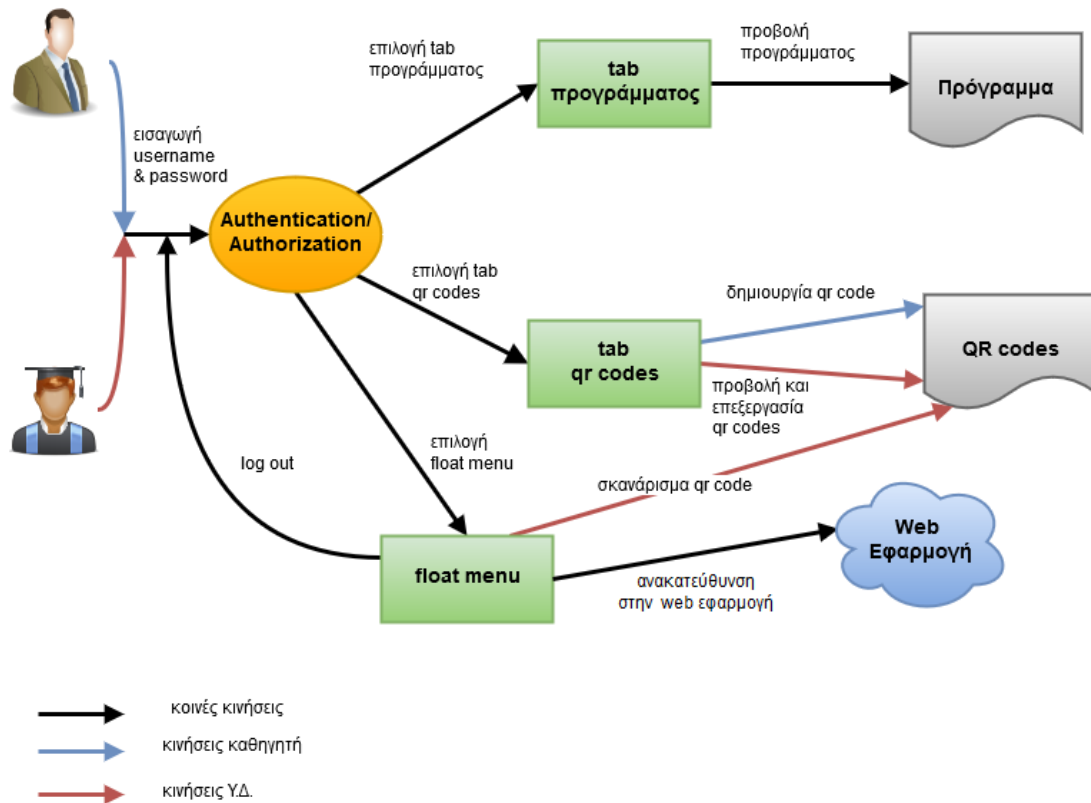 επιλογή tab
προγράμματος
tab
προγράμματος
προβολή
προγράμματος
Πρόγραμμα
εισαγωγή
username
& password
Authentication/
Authorization
επιλογή tab
qr codes
tab
qr codes
δημιουργία qr code
QR codes
προβολή και
επεξεργασία
qr codes
επιλογή
float menu
log out
σκανάρισμα qr code
float menu
Web
Εφαρμογή
ανακατεύθυνση
στην web εφαρμογή
κοινές κινήσεις
κινήσεις καθηγητή
κινήσεις Υ.Δ.